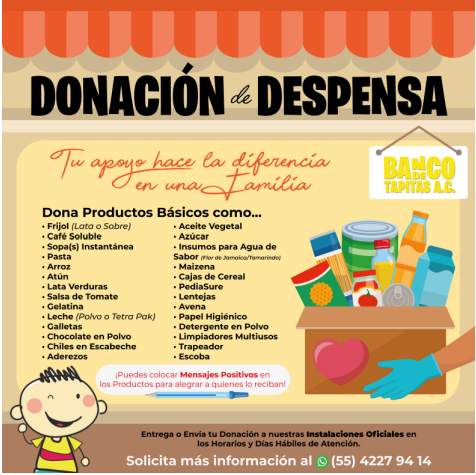 DONACIÓN de DESPENSA
Tu apoyo hace la diferencia
en una Familia
BANCO
DE
TAPITAS A.C.
Dona Productos Básicos como...
• Frijol (Lata o Sobre)
• Café Soluble
• Sopa(s) Instantánea
• Pasta
• Arroz
• Atún
• Lata Verduras
• Salsa de Tomate
• Gelatina
• Leche (Polvo o Tetra Pak)
• Galletas
• Chocolate en Polvo
• Chiles en Escabeche
• Aderezos
• Aceite Vegetal
• Azúcar
• Insumos para Agua de
Sabor (Flor de Jamaica/Tamarindo)
• Maizena
• Cajas de Cereal
• PediaSure
• Lentejas
• Avena
• Papel Higiénico
• Detergente en Polvo
• Limpiadores Multiusos
• Trapeador
• Escoba
¡Puedes colocar Mensajes Positivos en
los Productos para alegrar a quienes lo reciban!
Entrega o Envía tu Donación a nuestras Instalaciones Oficiales en
los Horarios y Días Hábiles de Atención.
Solicita más información al (55) 4227 94 14